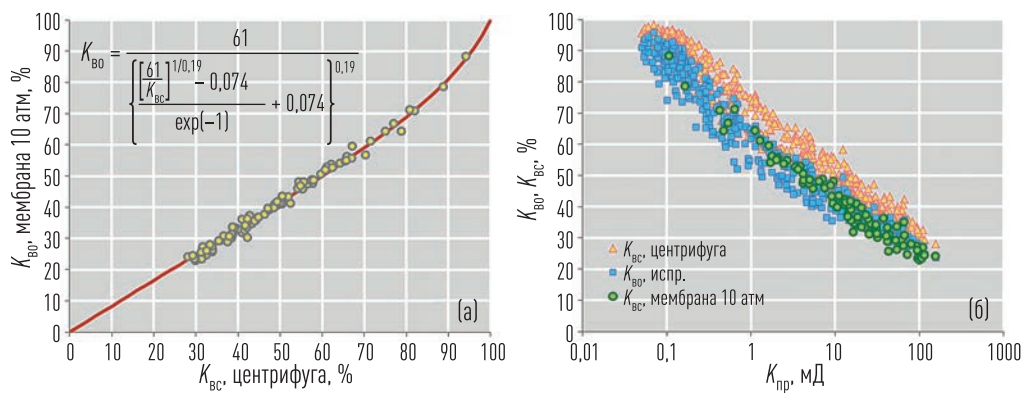 100
90
80
70
60
50
40
30
20
10
0
K_во, мембрана 10 атм, %
K_во = 61 / { ( [61/K_вс]^1/0,19 − 0,074 ) / exp(−1) + 0,074 }^0,19
(а)
0 10 20 30 40 50 60 70 80 90 100
K_вс, центрифуга, %
100
90
80
70
60
50
40
30
20
10
0
K_во, K_вс, %
K_вс, центрифуга
K_во, испр.
K_вс, мембрана 10 атм
(б)
0,01 0,1 1 10 100 1000
K_пр, мД